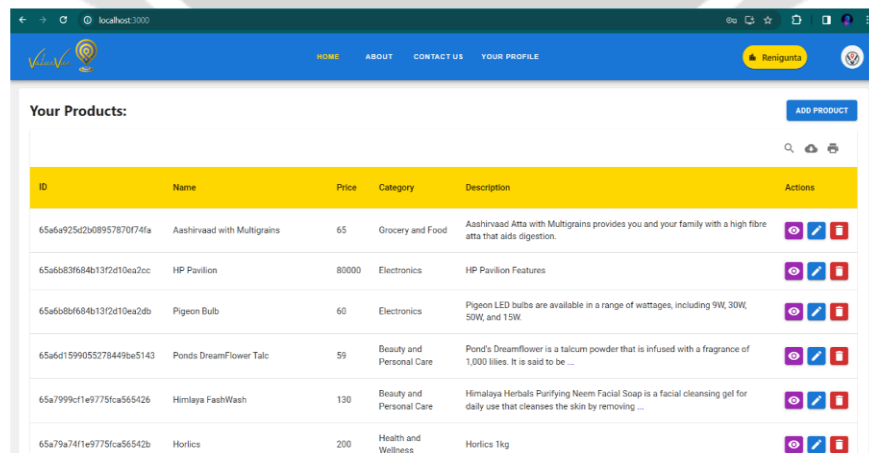 localhost:3000
ValueVue
HOME ABOUT CONTACT US YOUR PROFILE
Renigunta
Your Products:
ADD PRODUCT
ID Name Price Category Description Actions
65a6a925d2b08957870f74fa Aashirvaad with Multigrains 65 Grocery and Food Aashirvaad Atta with Multigrains provides you and your family with a high fibre
atta that aids digestion.
65a6b83f684b13f2d10ea2cc HP Pavilion 80000 Electronics HP Pavilion Features
65a6b8bf684b13f2d10ea2db Pigeon Bulb 60 Electronics Pigeon LED bulbs are available in a range of wattages, including 9W, 30W,
50W, and 15W.
65a6d1599055278449be5143 Ponds DreamFlower Talc 59 Beauty and
Personal Care
Pond's Dreamflower is a talcum powder that is infused with a fragrance of
1,000 lilies. It is said to be ...
65a7999cf1e9775fca565426 Himlaya FashWash 130 Beauty and
Personal Care
Himalaya Herbals Purifying Neem Facial Soap is a facial cleansing gel for
daily use that cleanses the skin by removing ...
65a79a74f1e9775fca56542b Horlics 200 Health and
Wellness
Horlics 1kg